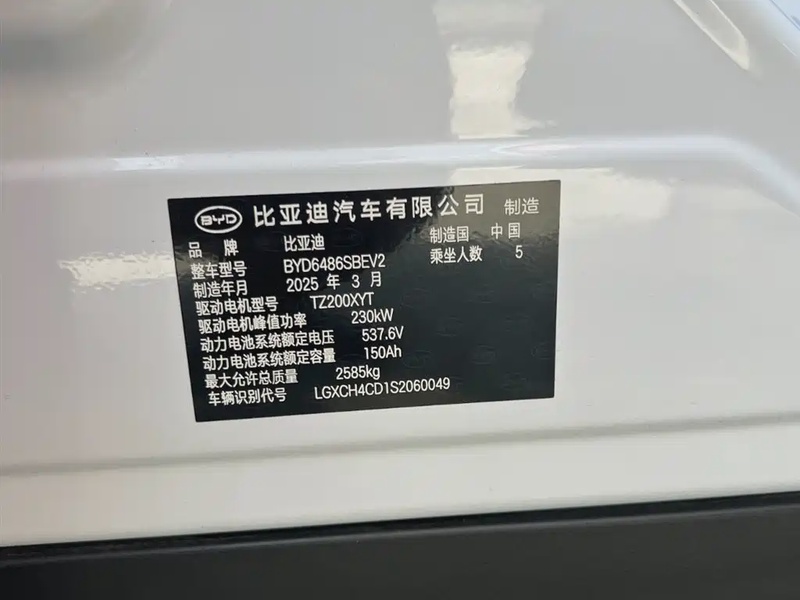 BYD 比亚迪汽车有限公司 制造
品牌 比亚迪 制造国 中国
整车型号 BYD6486SBEV2 乘坐人数 5
制造年月 2025 年 3 月
驱动电机型号 TZ200XYT
驱动电机峰值功率 230kW
动力电池系统额定电压 537.6V
动力电池系统额定容量 150Ah
最大允许总质量 2585kg
车辆识别代号 LGXCH4CD1S2060049